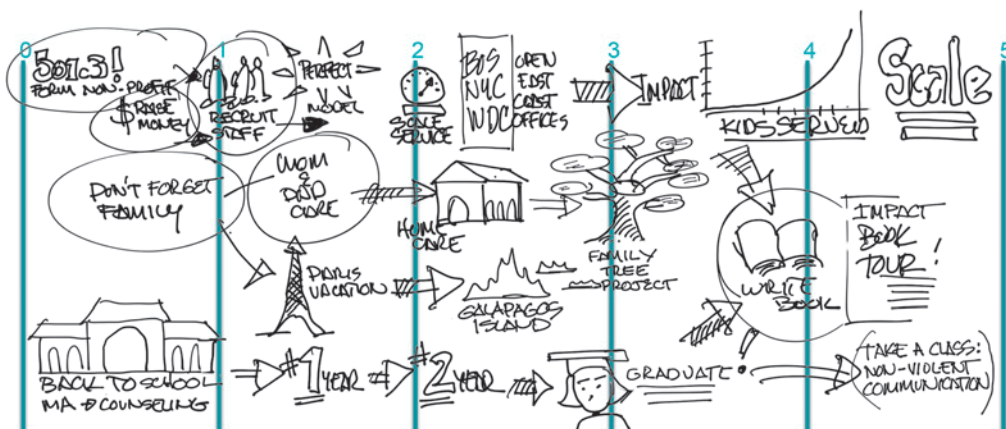 0 1 2 3 4 5
501c3!
FORM NON-PROFIT
$ RAISE
MONEY
RECRUIT
STAFF
PERFECT
MODEL
SCALE
SERVICE
BOS
NYC
WDC
OPEN
EAST
COAST
OFFICES
IMPACT
KIDS SERVED
Scale
DON'T FORGET
FAMILY
MOM
&
DAD
CARE
HOME
CARE
FAMILY
TREE
PROJECT
WRITE
BOOK
IMPACT
BOOK
TOUR!
PARIS
VACATION
GALAPAGOS
ISLAND
BACK TO SCHOOL
MA → COUNSELING
#1 YEAR
#2 YEAR
GRADUATE
TAKE A CLASS:
NON-VIOLENT
COMMUNICATION